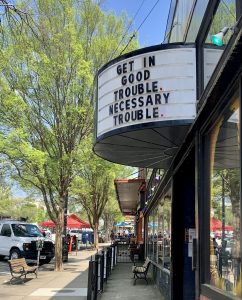 GET IN
GOOD
TROUBLE.
NECESSARY
TROUBLE.